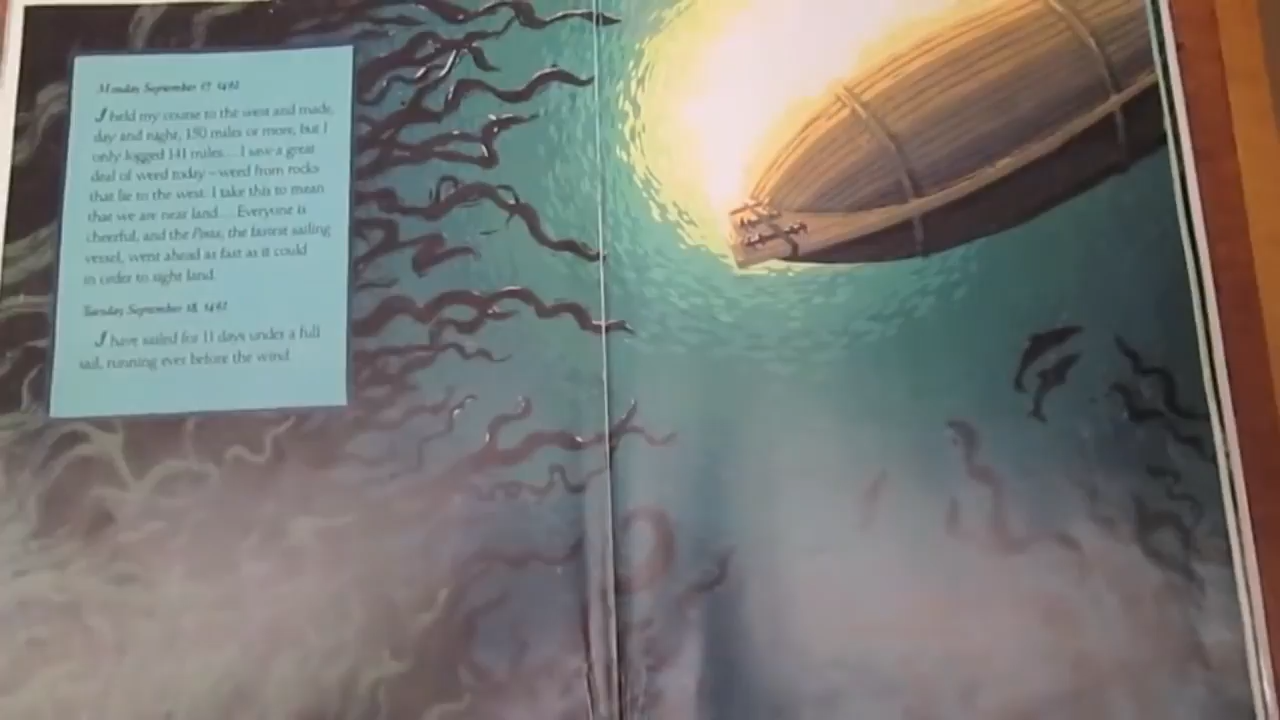 Monday September 17, 1492
I held my course to the west and made,
day and night, 150 miles or more, but I
only logged 141 miles....I saw a great
deal of weed today – weed from rocks
that lie to the west. I take this to mean
that we are near land....Everyone is
cheerful, and the Pinta, the fastest sailing
vessel, went ahead as fast as it could
in order to sight land.
Tuesday September 18, 1492
I have sailed for 11 days under a full
sail, running ever before the wind.